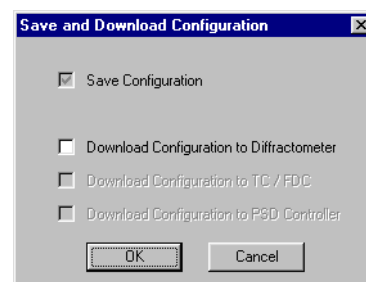 Save and Download Configuration
Save Configuration
Download Configuration to Diffractometer
Download Configuration to TC / FDC
Download Configuration to PSD Controller
OK Cancel